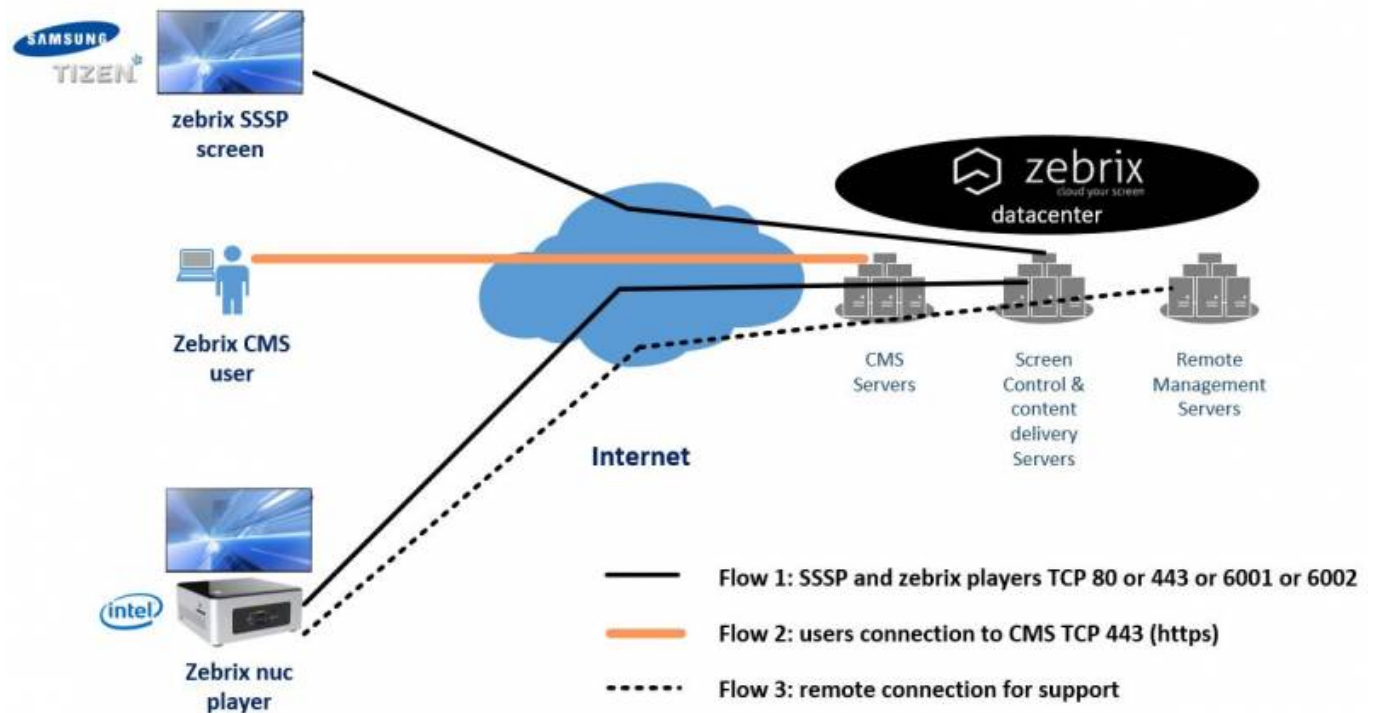 SAMSUNG
TIZEN
zebrix SSSP
screen
zebrix
cloud your screen
datacenter
Zebrix CMS
user
CMS
Servers
Screen
Control &
content
delivery
Servers
Remote
Management
Servers
Internet
intel
Zebrix nuc
player
Flow 1: SSSP and zebrix players TCP 80 or 443 or 6001 or 6002
Flow 2: users connection to CMS TCP 443 (https)
Flow 3: remote connection for support